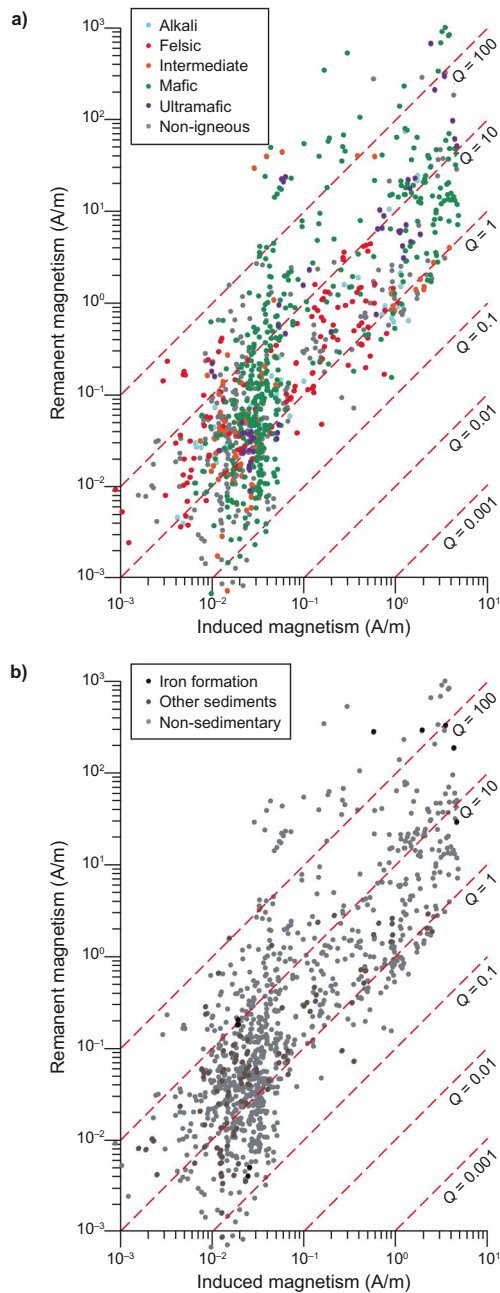 a)
Alkali
Felsic
Intermediate
Mafic
Ultramafic
Non-igneous
10³
10²
10¹
10⁰
10⁻¹
10⁻²
10⁻³
Remanent magnetism (A/m)
Q = 100
Q = 10
Q = 1
Q = 0.1
Q = 0.01
Q = 0.001
10⁻³ 10⁻² 10⁻¹ 10⁰ 10¹
Induced magnetism (A/m)
b)
Iron formation
Other sediments
Non-sedimentary
10³
10²
10¹
10⁰
10⁻¹
10⁻²
10⁻³
Remanent magnetism (A/m)
Q = 100
Q = 10
Q = 1
Q = 0.1
Q = 0.01
Q = 0.001
10⁻³ 10⁻² 10⁻¹ 10⁰ 10¹
Induced magnetism (A/m)